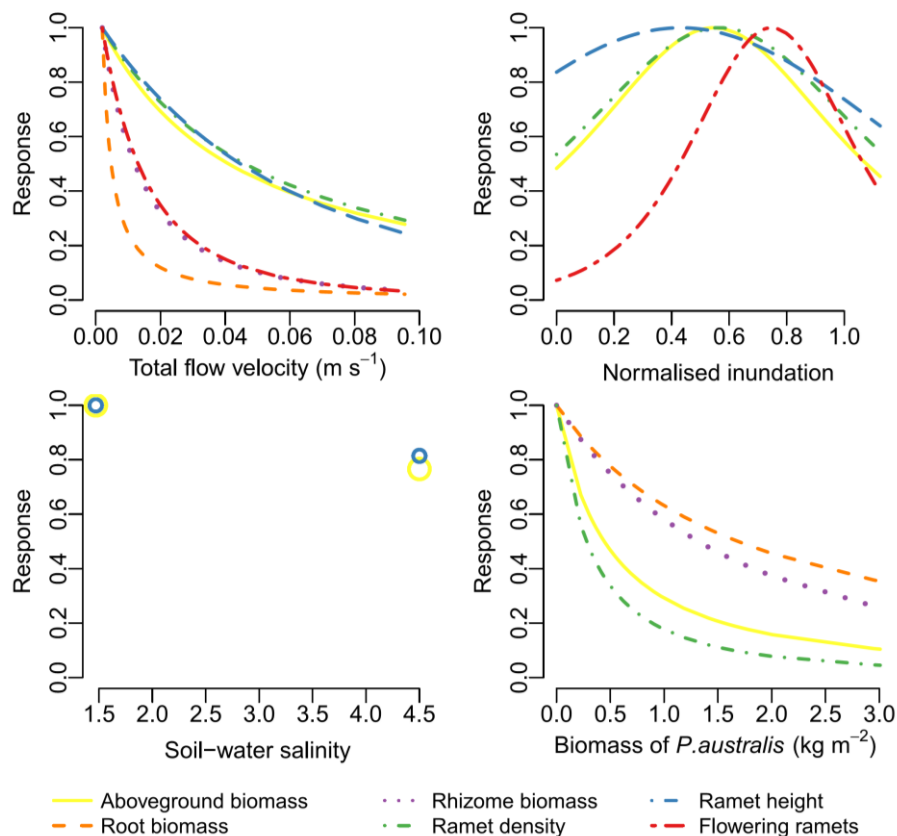 Response
1.0
0.8
0.6
0.4
0.2
0.0
0.00 0.02 0.04 0.06 0.08 0.10
Total flow velocity (m s⁻¹)
Response
1.0
0.8
0.6
0.4
0.2
0.0
0.0 0.2 0.4 0.6 0.8 1.0
Normalised inundation
Response
1.0
0.8
0.6
0.4
0.2
0.0
1.5 2.0 2.5 3.0 3.5 4.0 4.5
Soil−water salinity
Response
1.0
0.8
0.6
0.4
0.2
0.0
0.0 0.5 1.0 1.5 2.0 2.5 3.0
Biomass of P.australis (kg m⁻²)
Aboveground biomass Rhizome biomass Ramet height
Root biomass Ramet density Flowering ramets